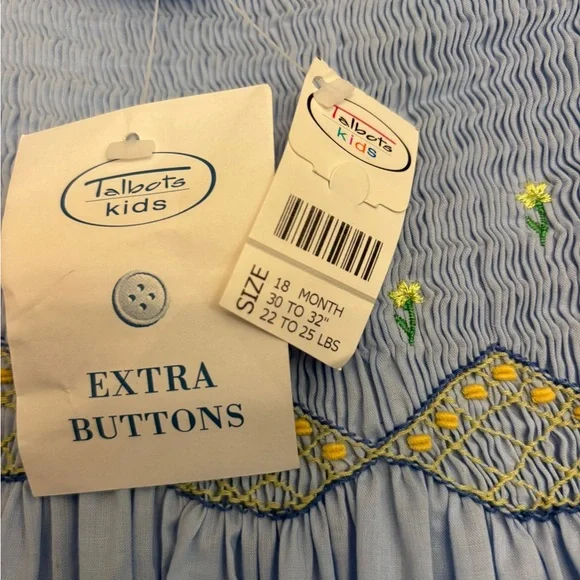 Talbots
kids
EXTRA
BUTTONS
Talbots
kids
SIZE
18 MONTH
30 TO 32"
22 TO 25 LBS